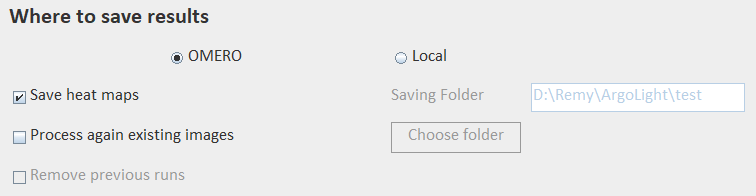 Where to save results
OMERO
Local
Save heat maps
Saving Folder
D:\Remy\ArgoLight\test
Process again existing images
Choose folder
Remove previous runs